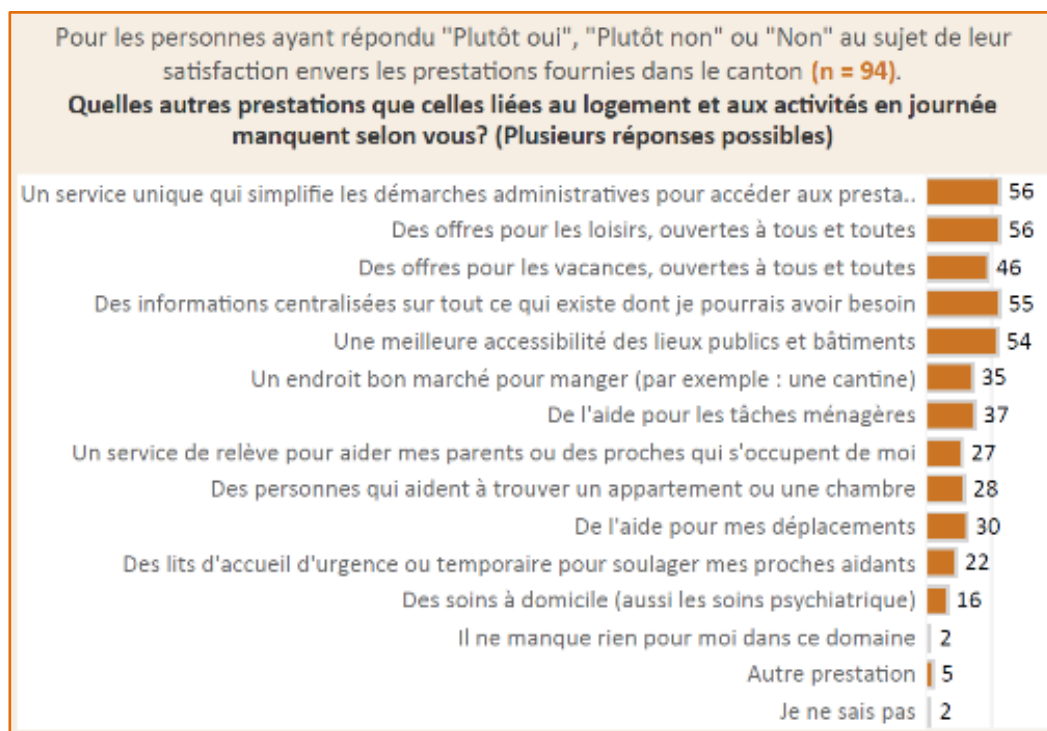 Pour les personnes ayant répondu "Plutôt oui", "Plutôt non" ou "Non" au sujet de leur
satisfaction envers les prestations fournies dans le canton (n = 94).
Quelles autres prestations que celles liées au logement et aux activités en journée
manquent selon vous? (Plusieurs réponses possibles)
Un service unique qui simplifie les démarches administratives pour accéder aux presta.. 56
Des offres pour les loisirs, ouvertes à tous et toutes 56
Des offres pour les vacances, ouvertes à tous et toutes 46
Des informations centralisées sur tout ce qui existe dont je pourrais avoir besoin 55
Une meilleure accessibilité des lieux publics et bâtiments 54
Un endroit bon marché pour manger (par exemple : une cantine) 35
De l'aide pour les tâches ménagères 37
Un service de relève pour aider mes parents ou des proches qui s'occupent de moi 27
Des personnes qui aident à trouver un appartement ou une chambre 28
De l'aide pour mes déplacements 30
Des lits d'accueil d'urgence ou temporaire pour soulager mes proches aidants 22
Des soins à domicile (aussi les soins psychiatrique) 16
Il ne manque rien pour moi dans ce domaine 2
Autre prestation 5
Je ne sais pas 2